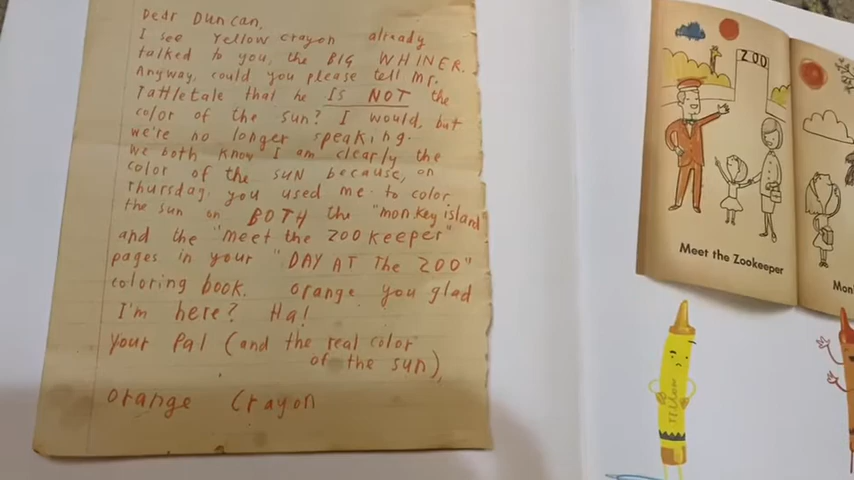 Dear Duncan,
I see Yellow crayon already
talked to you, the BIG WHINER.
Anyway, could you please tell Mr.
Tattletale that he IS NOT the
color of the sun? I would, but
we're no longer speaking.
We both know I am clearly the
color of the SUN because, on
Thursday, you used me to color
the sun on BOTH the "monkey island"
and the "meet the ZOO KEEPER"
pages in your "DAY AT The ZOO"
coloring book. Orange you glad
I'm here? Ha!
Your Pal (and the real color
of the sun),
Orange Crayon
ZOO
Meet the Zookeeper
Mon
Yellow